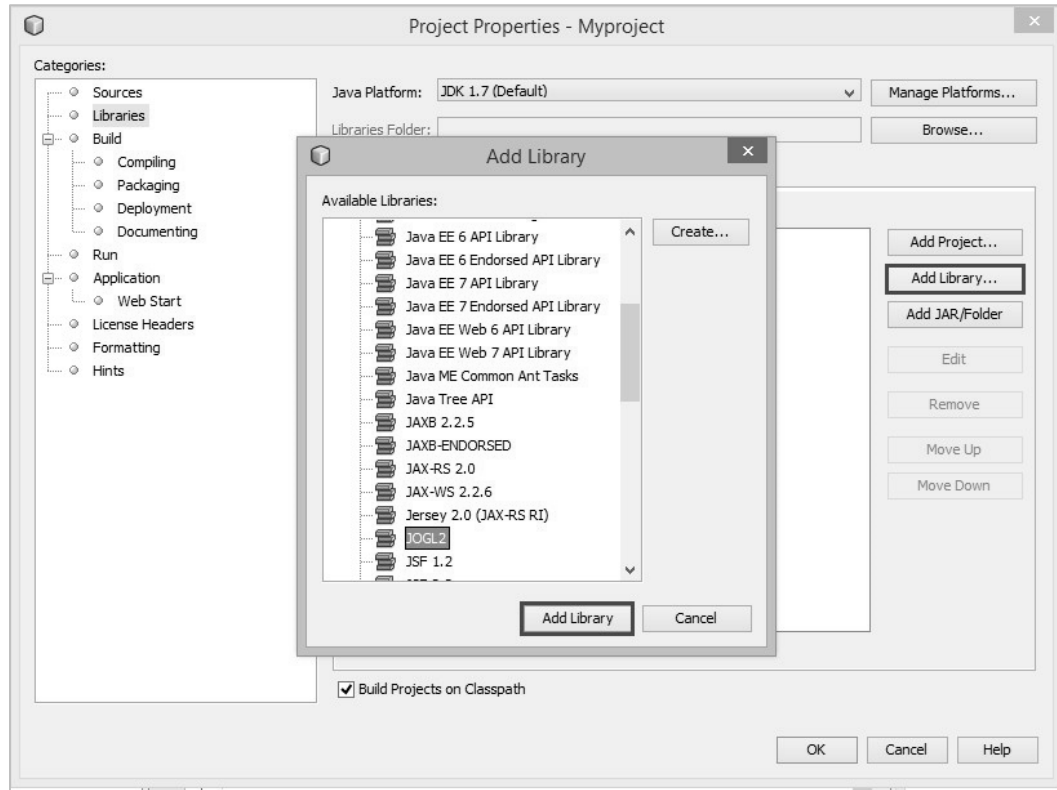 Project Properties - Myproject
Categories:
Sources
Libraries
Build
Compiling
Packaging
Deployment
Documenting
Run
Application
Web Start
License Headers
Formatting
Hints
Java Platform:
JDK 1.7 (Default)
Manage Platforms...
Libraries Folder:
Browse...
Add Library
Available Libraries:
Java EE 6 API Library
Java EE 6 Endorsed API Library
Java EE 7 API Library
Java EE 7 Endorsed API Library
Java EE Web 6 API Library
Java EE Web 7 API Library
Java ME Common Ant Tasks
Java Tree API
JAXB 2.2.5
JAXB-ENDORSED
JAX-RS 2.0
JAX-WS 2.2.6
Jersey 2.0 (JAX-RS RI)
JOGL2
JSF 1.2
Create...
Add Library
Cancel
Add Project...
Add Library...
Add JAR/Folder
Edit
Remove
Move Up
Move Down
Build Projects on Classpath
OK
Cancel
Help